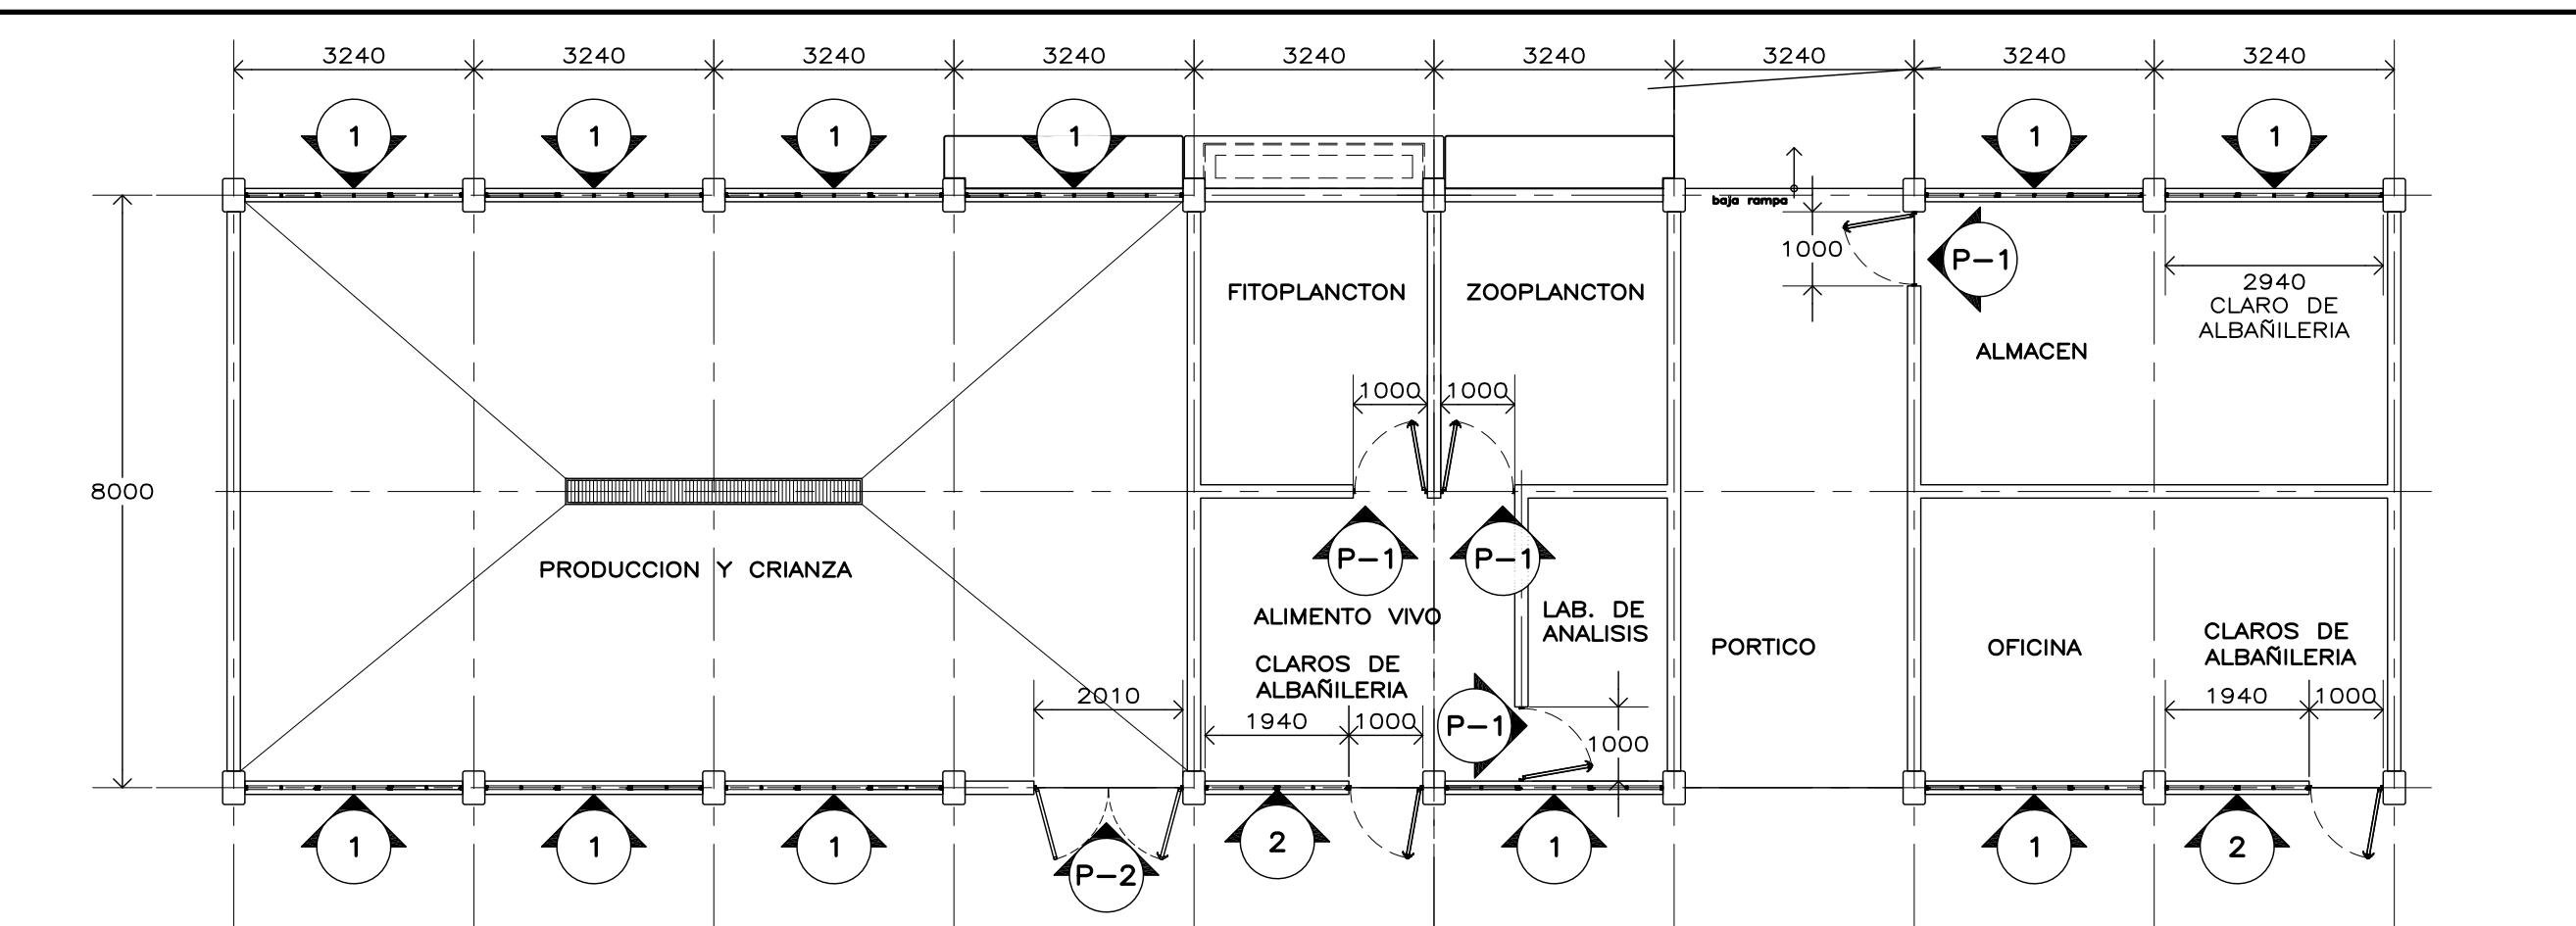 3240 3240 3240 3240 3240 3240 3240 3240 3240
1 1 1 1 1 1
baja rampa
1000
P-1
2940
CLARO DE
ALBAÑILERIA
FITOPLANCTON
ZOOPLANCTON
ALMACEN
1000 1000
8000
P-1 P-1
PRODUCCION Y CRIANZA
ALIMENTO VIVO
LAB. DE
ANALISIS
PORTICO
OFICINA
CLAROS DE
ALBAÑILERIA
CLAROS DE
ALBAÑILERIA
2010
1940 1000
P-1
1000
1940 1000
1 1 1 P-2 2 1 1 2